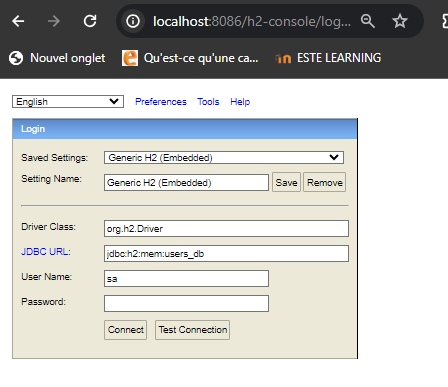 localhost:8086/h2-console/log...
Nouvel onglet
Qu'est-ce qu'une ca...
ESTE LEARNING
English Preferences Tools Help
Login
Saved Settings: Generic H2 (Embedded)
Setting Name: Generic H2 (Embedded) Save Remove
Driver Class: org.h2.Driver
JDBC URL: jdbc:h2:mem:users_db
User Name: sa
Password:
Connect Test Connection